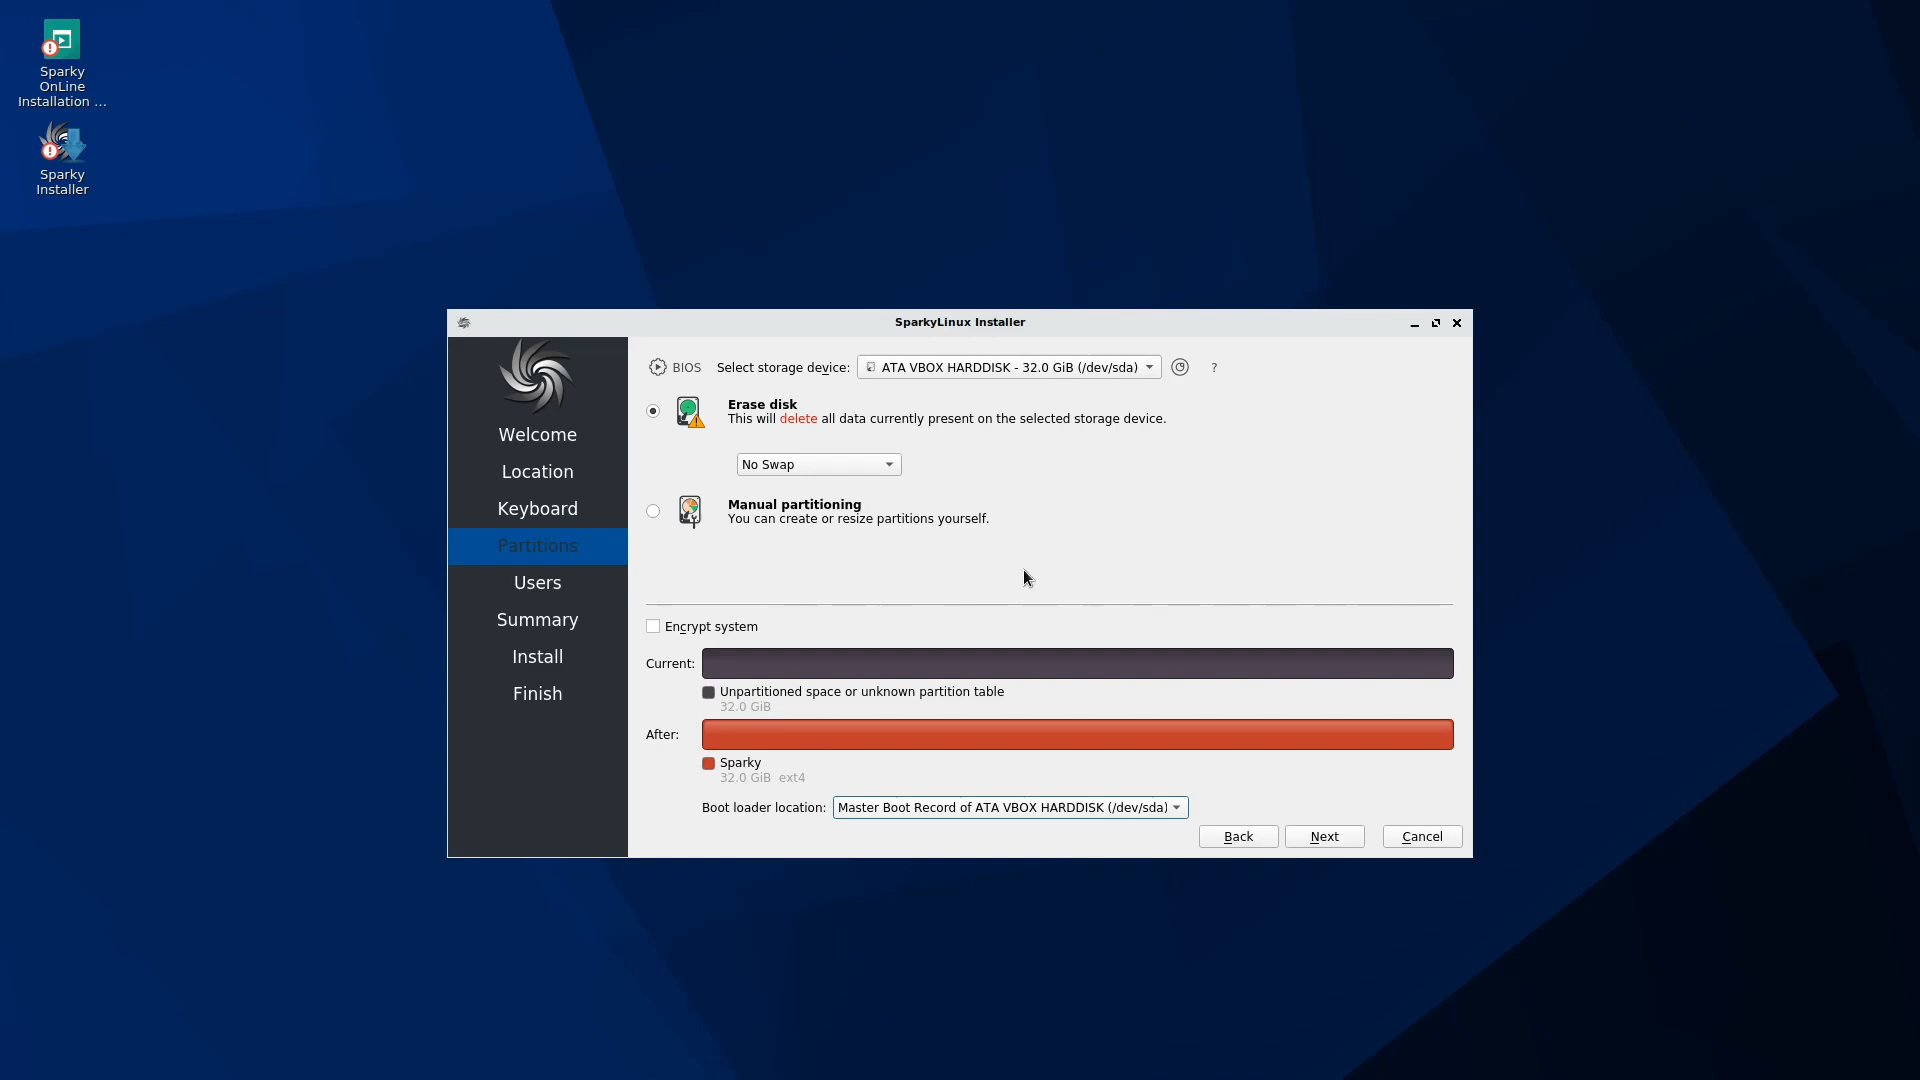 Sparky
OnLine
Installation ...
Sparky
Installer
SparkyLinux Installer
Welcome
Location
Keyboard
Partitions
Users
Summary
Install
Finish
BIOS Select storage device: ATA VBOX HARDDISK - 32.0 GiB (/dev/sda) ?
Erase disk
This will delete all data currently present on the selected storage device.
No Swap
Manual partitioning
You can create or resize partitions yourself.
Encrypt system
Current:
Unpartitioned space or unknown partition table
32.0 GiB
After:
Sparky
32.0 GiB ext4
Boot loader location: Master Boot Record of ATA VBOX HARDDISK (/dev/sda)
Back Next Cancel